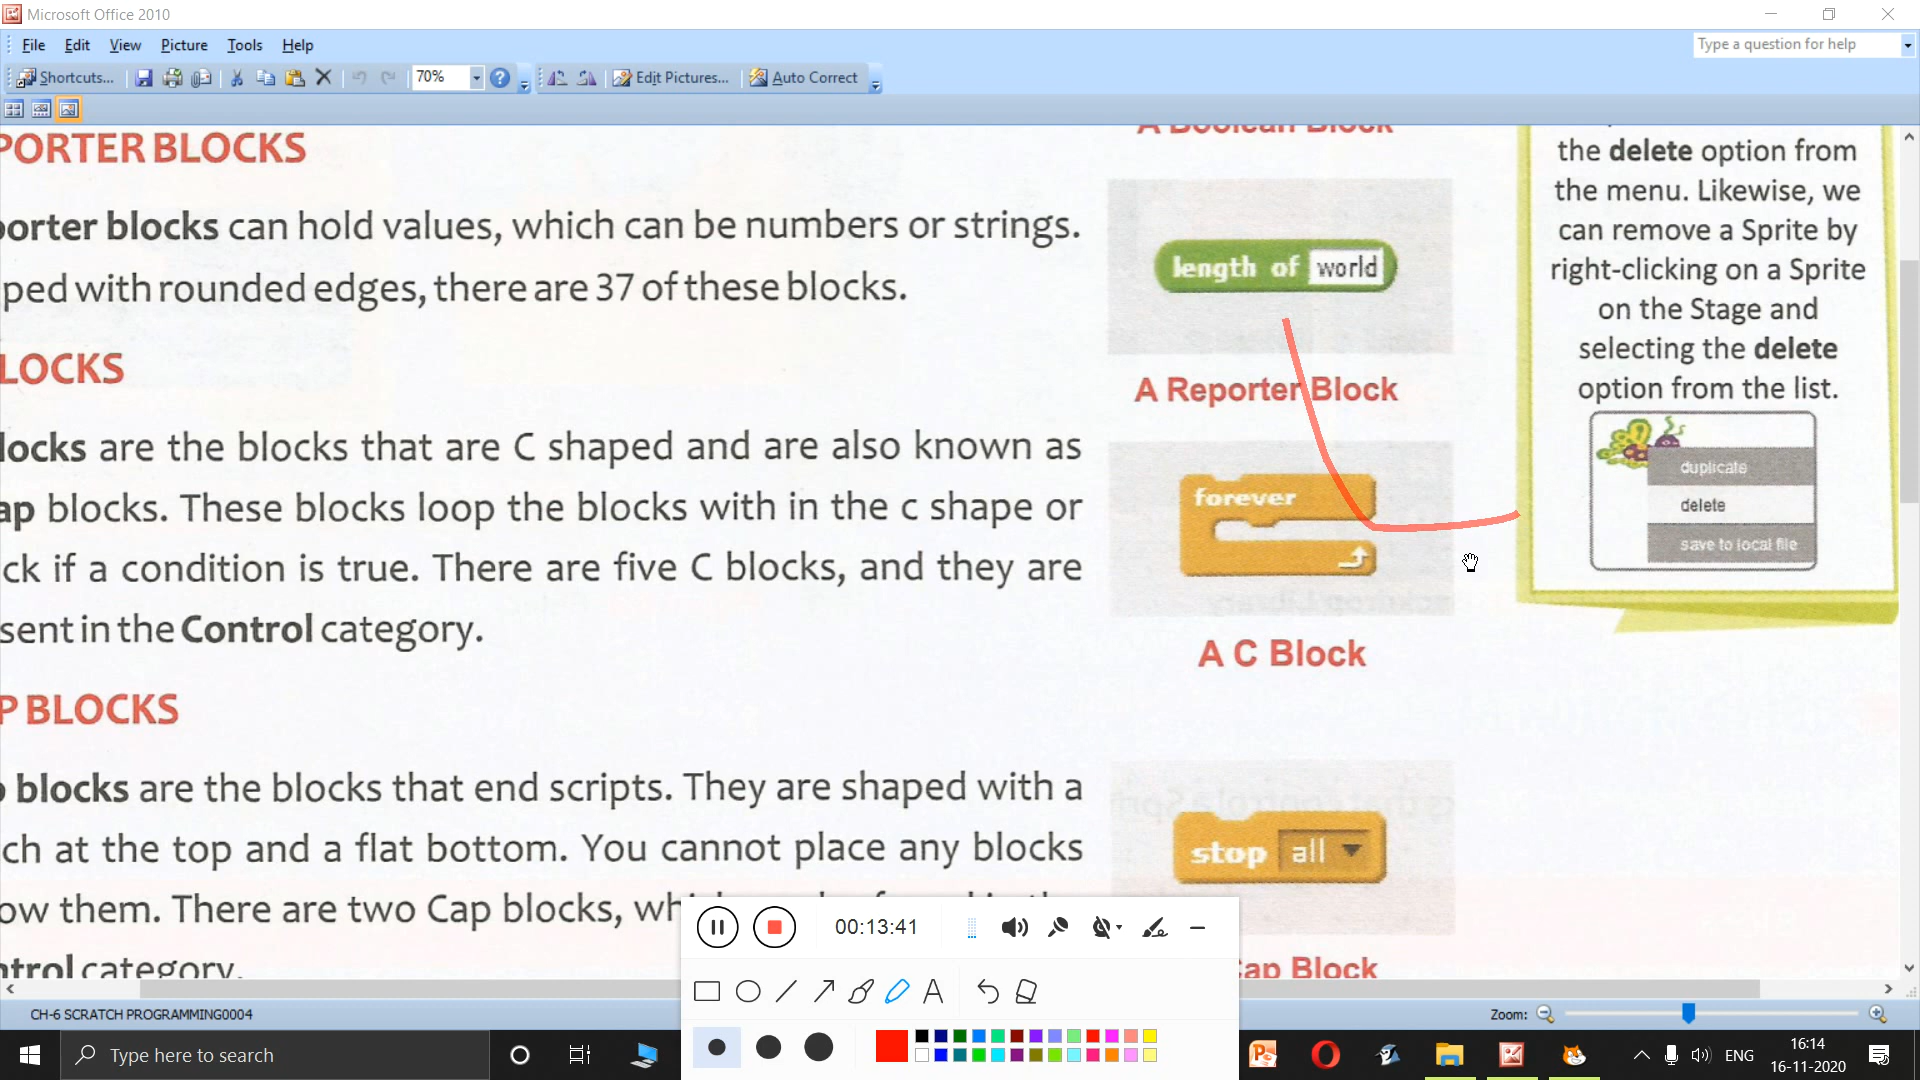 Microsoft Office 2010
File Edit View Picture Tools Help
Type a question for help
Shortcuts... 70% Edit Pictures... Auto Correct
PORTER BLOCKS
porter blocks can hold values, which can be numbers or strings.
ped with rounded edges, there are 37 of these blocks.
LOCKS
locks are the blocks that are C shaped and are also known as
ap blocks. These blocks loop the blocks with in the c shape or
ck if a condition is true. There are five C blocks, and they are
sent in the Control category.
P BLOCKS
blocks are the blocks that end scripts. They are shaped with a
ch at the top and a flat bottom. You cannot place any blocks
ow them. There are two Cap blocks,
ntrol category.
A Boolean Block
length of world
A Reporter Block
forever
A C Block
stop all
Cap Block
the delete option from
the menu. Likewise, we
can remove a Sprite by
right-clicking on a Sprite
on the Stage and
selecting the delete
option from the list.
duplicate
delete
save to local file
00:13:41
CH-6 SCRATCH PROGRAMMING0004
Zoom:
Type here to search
ENG
16:14
16-11-2020